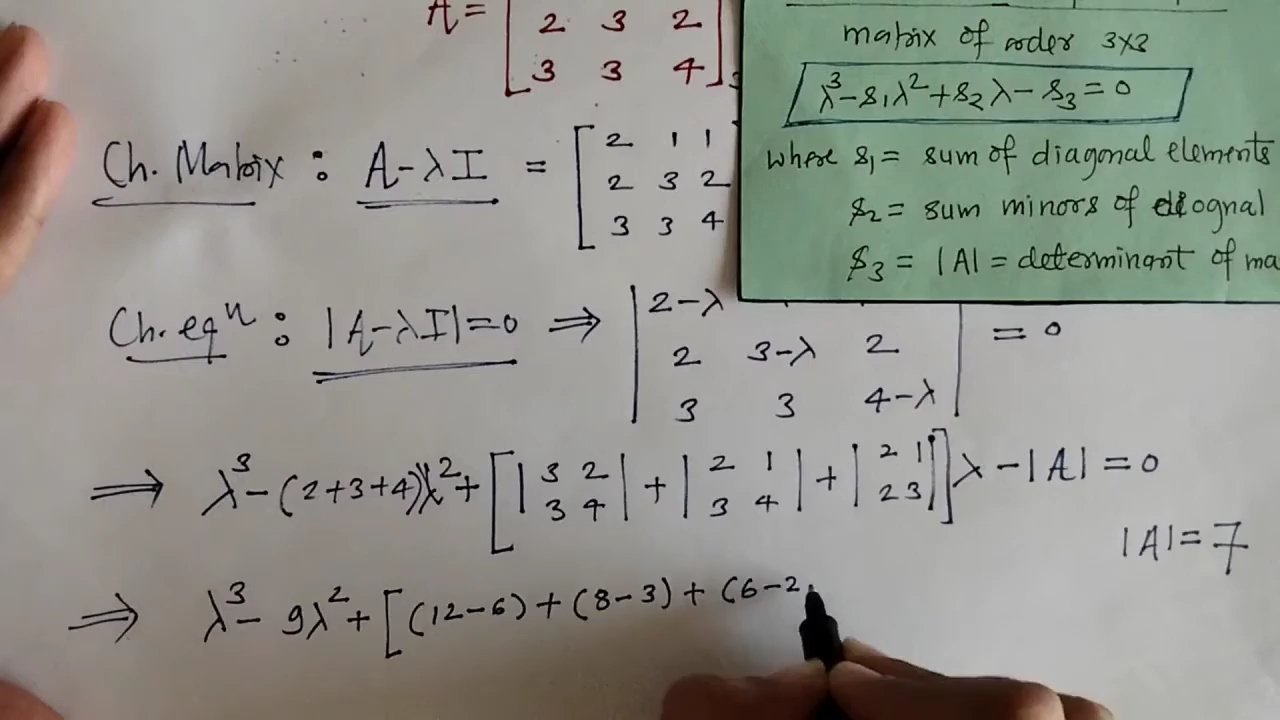 A = [
2 3 2
3 3 4 ],
matrix of order 3×3
λ³ - s₁λ² + s₂λ - s₃ = 0
where s₁ = sum of diagonal elements
s₂ = sum minors of diognal
s₃ = |A| = determinant of ma
Ch. Matrix : A - λI = [ 2 1 1
2 3 2
3 3 4
Ch. eqⁿ : |A - λI| = 0 ⇒ | 2-λ
2 3-λ 2
3 3 4-λ | = 0
⇒ λ³ - (2+3+4)λ² + [ | 3 2 | + | 2 1 | + | 2 1 | ] λ - |A| = 0
3 4 3 4 2 3
|A| = 7
⇒ λ³ - 9λ² + [ (12-6) + (8-3) + (6-2